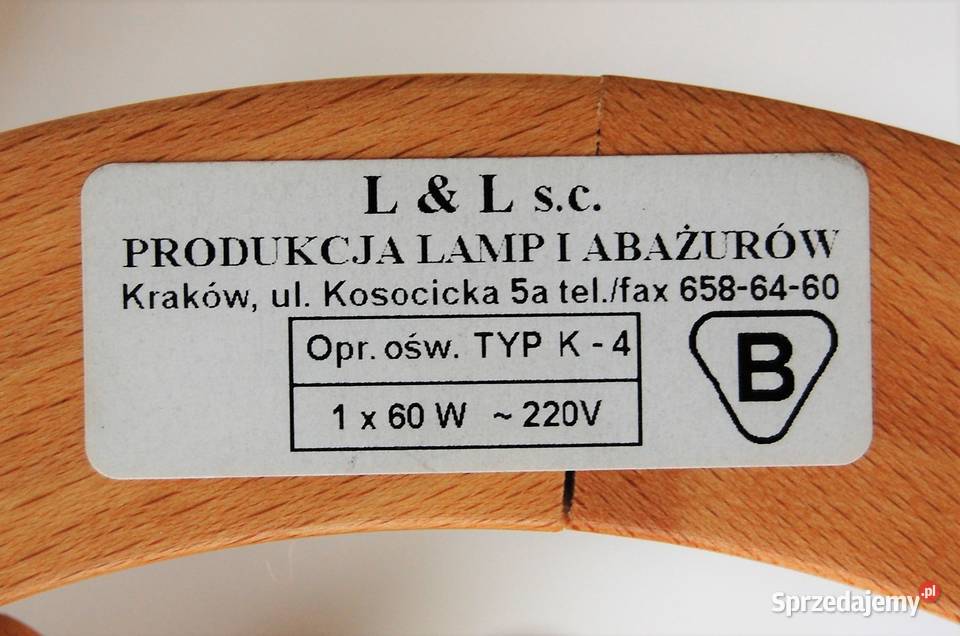 L & L s.c.
PRODUKCJA LAMP I ABAŻURÓW
Kraków, ul. Kosocicka 5a tel./fax 658-64-60
Opr. ośw. TYP K - 4
1 x 60 W ~ 220V
B
Sprzedajemy.pl